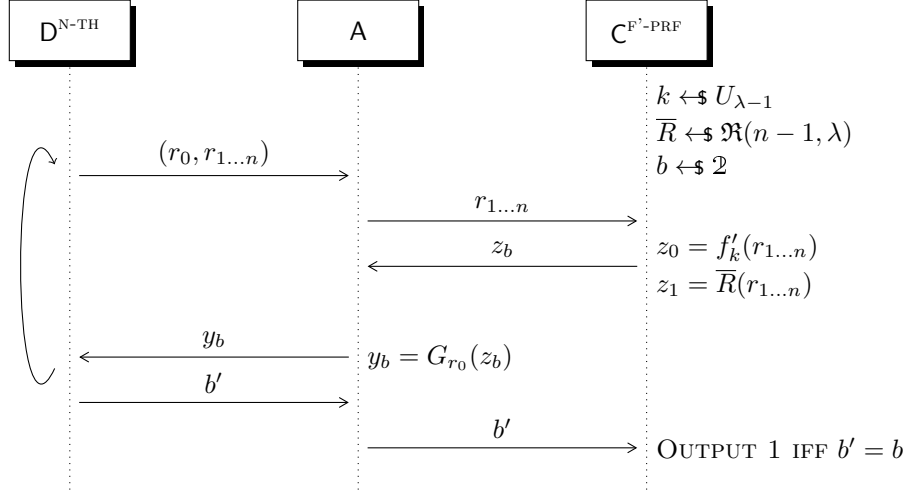 D^{N-TH} A C^{F'-PRF}
k ←$ U_{λ−1}
R̅ ←$ ℜ(n − 1, λ)
b ←$ 𝟚
(r_0, r_{1...n})
r_{1...n}
z_b z_0 = f'_k(r_{1...n})
z_1 = R̅(r_{1...n})
y_b y_b = G_{r_0}(z_b)
b'
b' OUTPUT 1 IFF b' = b